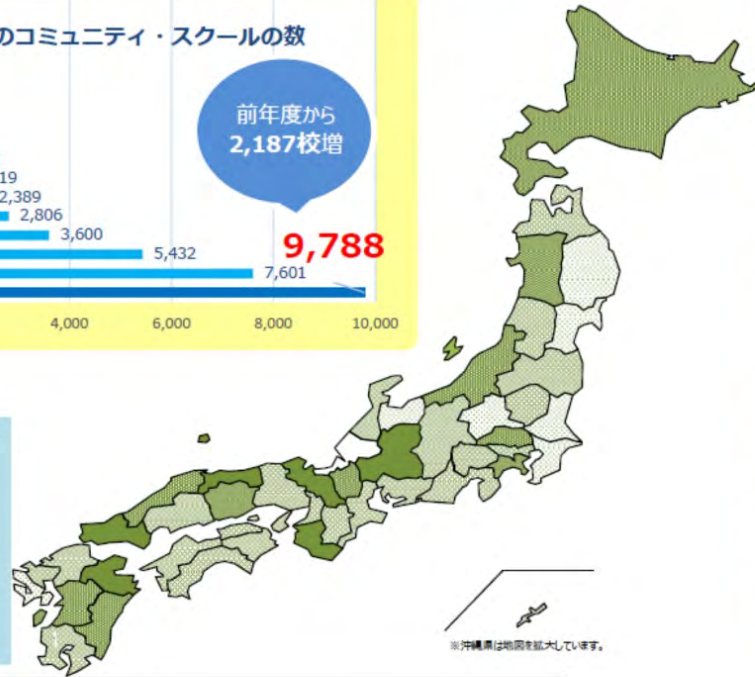 のコミュニティ・スクールの数
前年度から
2,187校増
19
2,389
2,806
3,600
9,788
5,432
7,601
4,000 6,000 8,000 10,000
※沖縄県は地図を拡大しています。